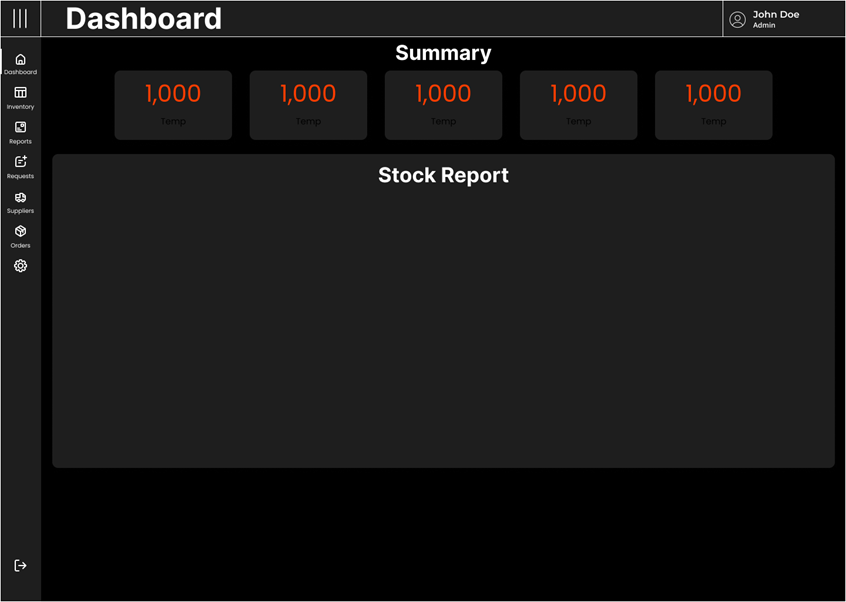 Dashboard
John Doe
Admin
Dashboard
Inventory
Reports
Requests
Suppliers
Orders
Summary
1,000
Temp
1,000
Temp
1,000
Temp
1,000
Temp
1,000
Temp
Stock Report